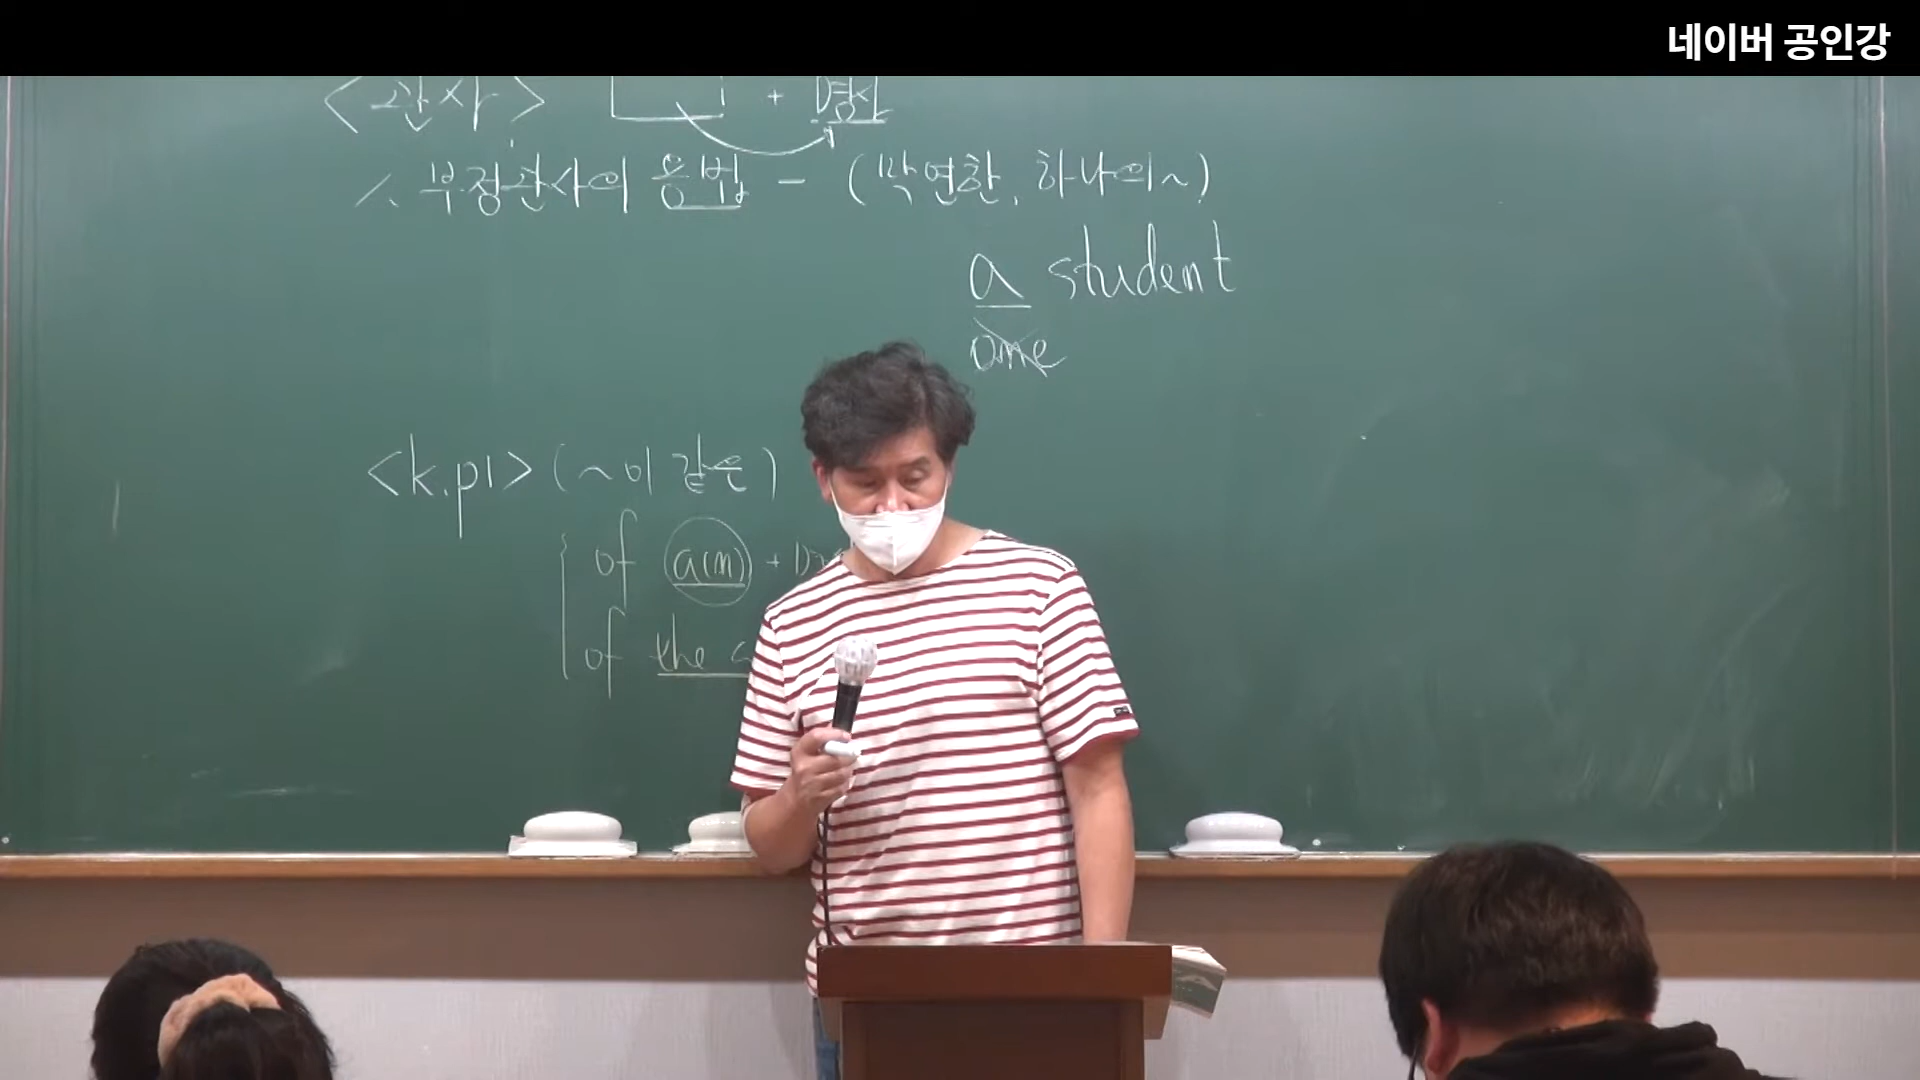 네이버 공인강
<관사> + 명사
1. 부정관사의 용법 - (막연한, 하나의~)
a student
one
<k.p1> (~이 같은)
of a(n) +
of the